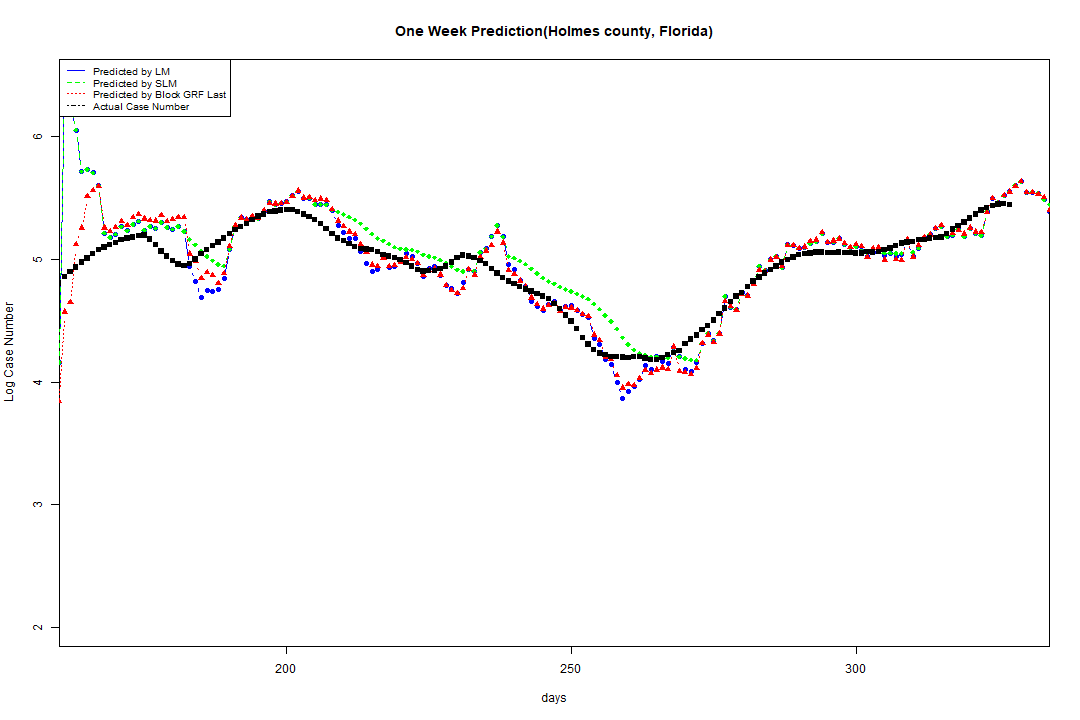 One Week Prediction(Holmes county, Florida)
Predicted by LM
Predicted by SLM
Predicted by Block GRF Last
Actual Case Number
6
5
4
3
2
Log Case Number
200
250
300
days